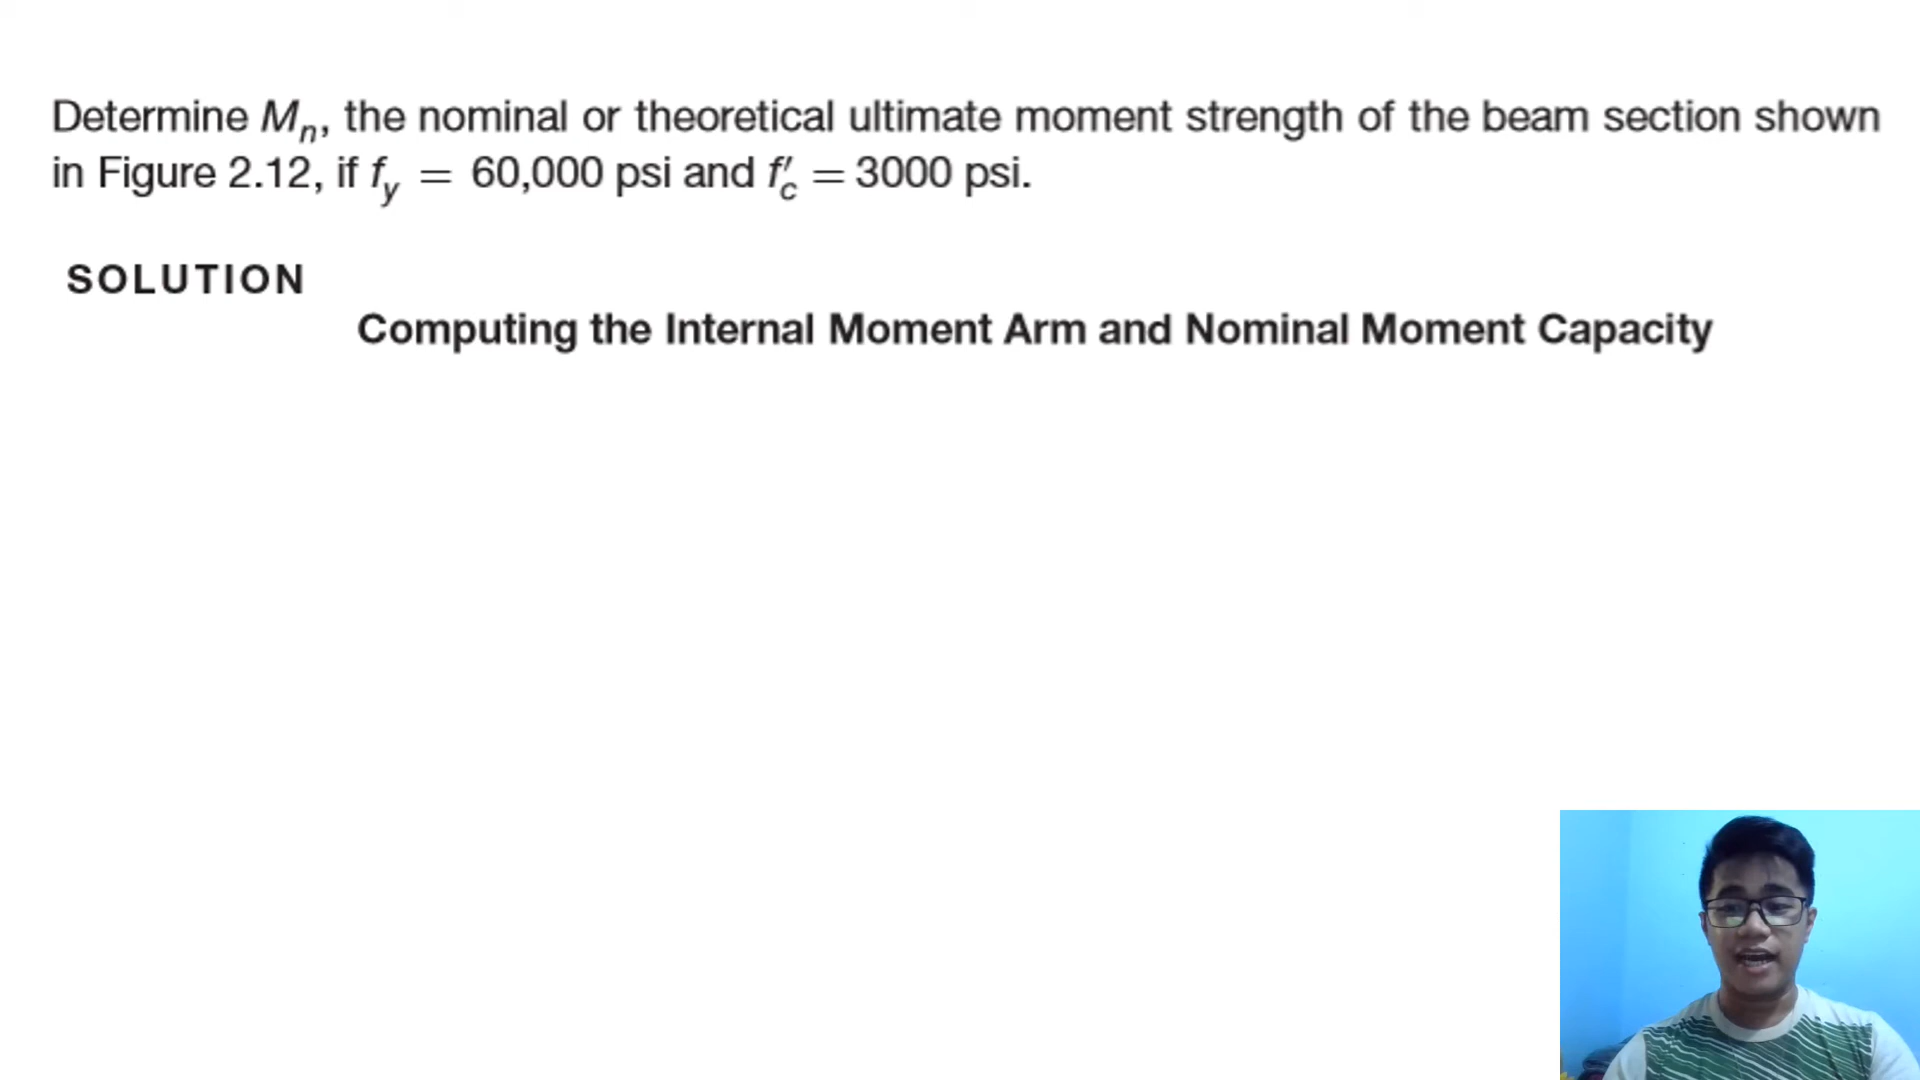 Determine Mn, the nominal or theoretical ultimate moment strength of the beam section shown
in Figure 2.12, if fy = 60,000 psi and f′c = 3000 psi.
SOLUTION
Computing the Internal Moment Arm and Nominal Moment Capacity